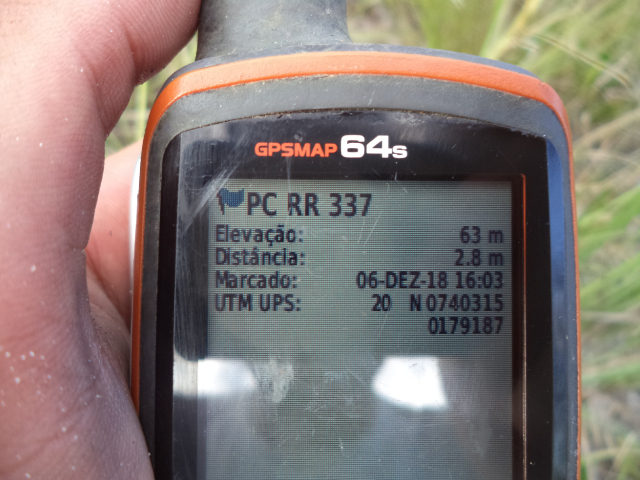 GPSMAP 64s
PC RR 337
Elevação: 63 m
Distância: 2.8 m
Marcado: 06-DEZ-18 16:03
UTM UPS: 20 N 0740315
0179187